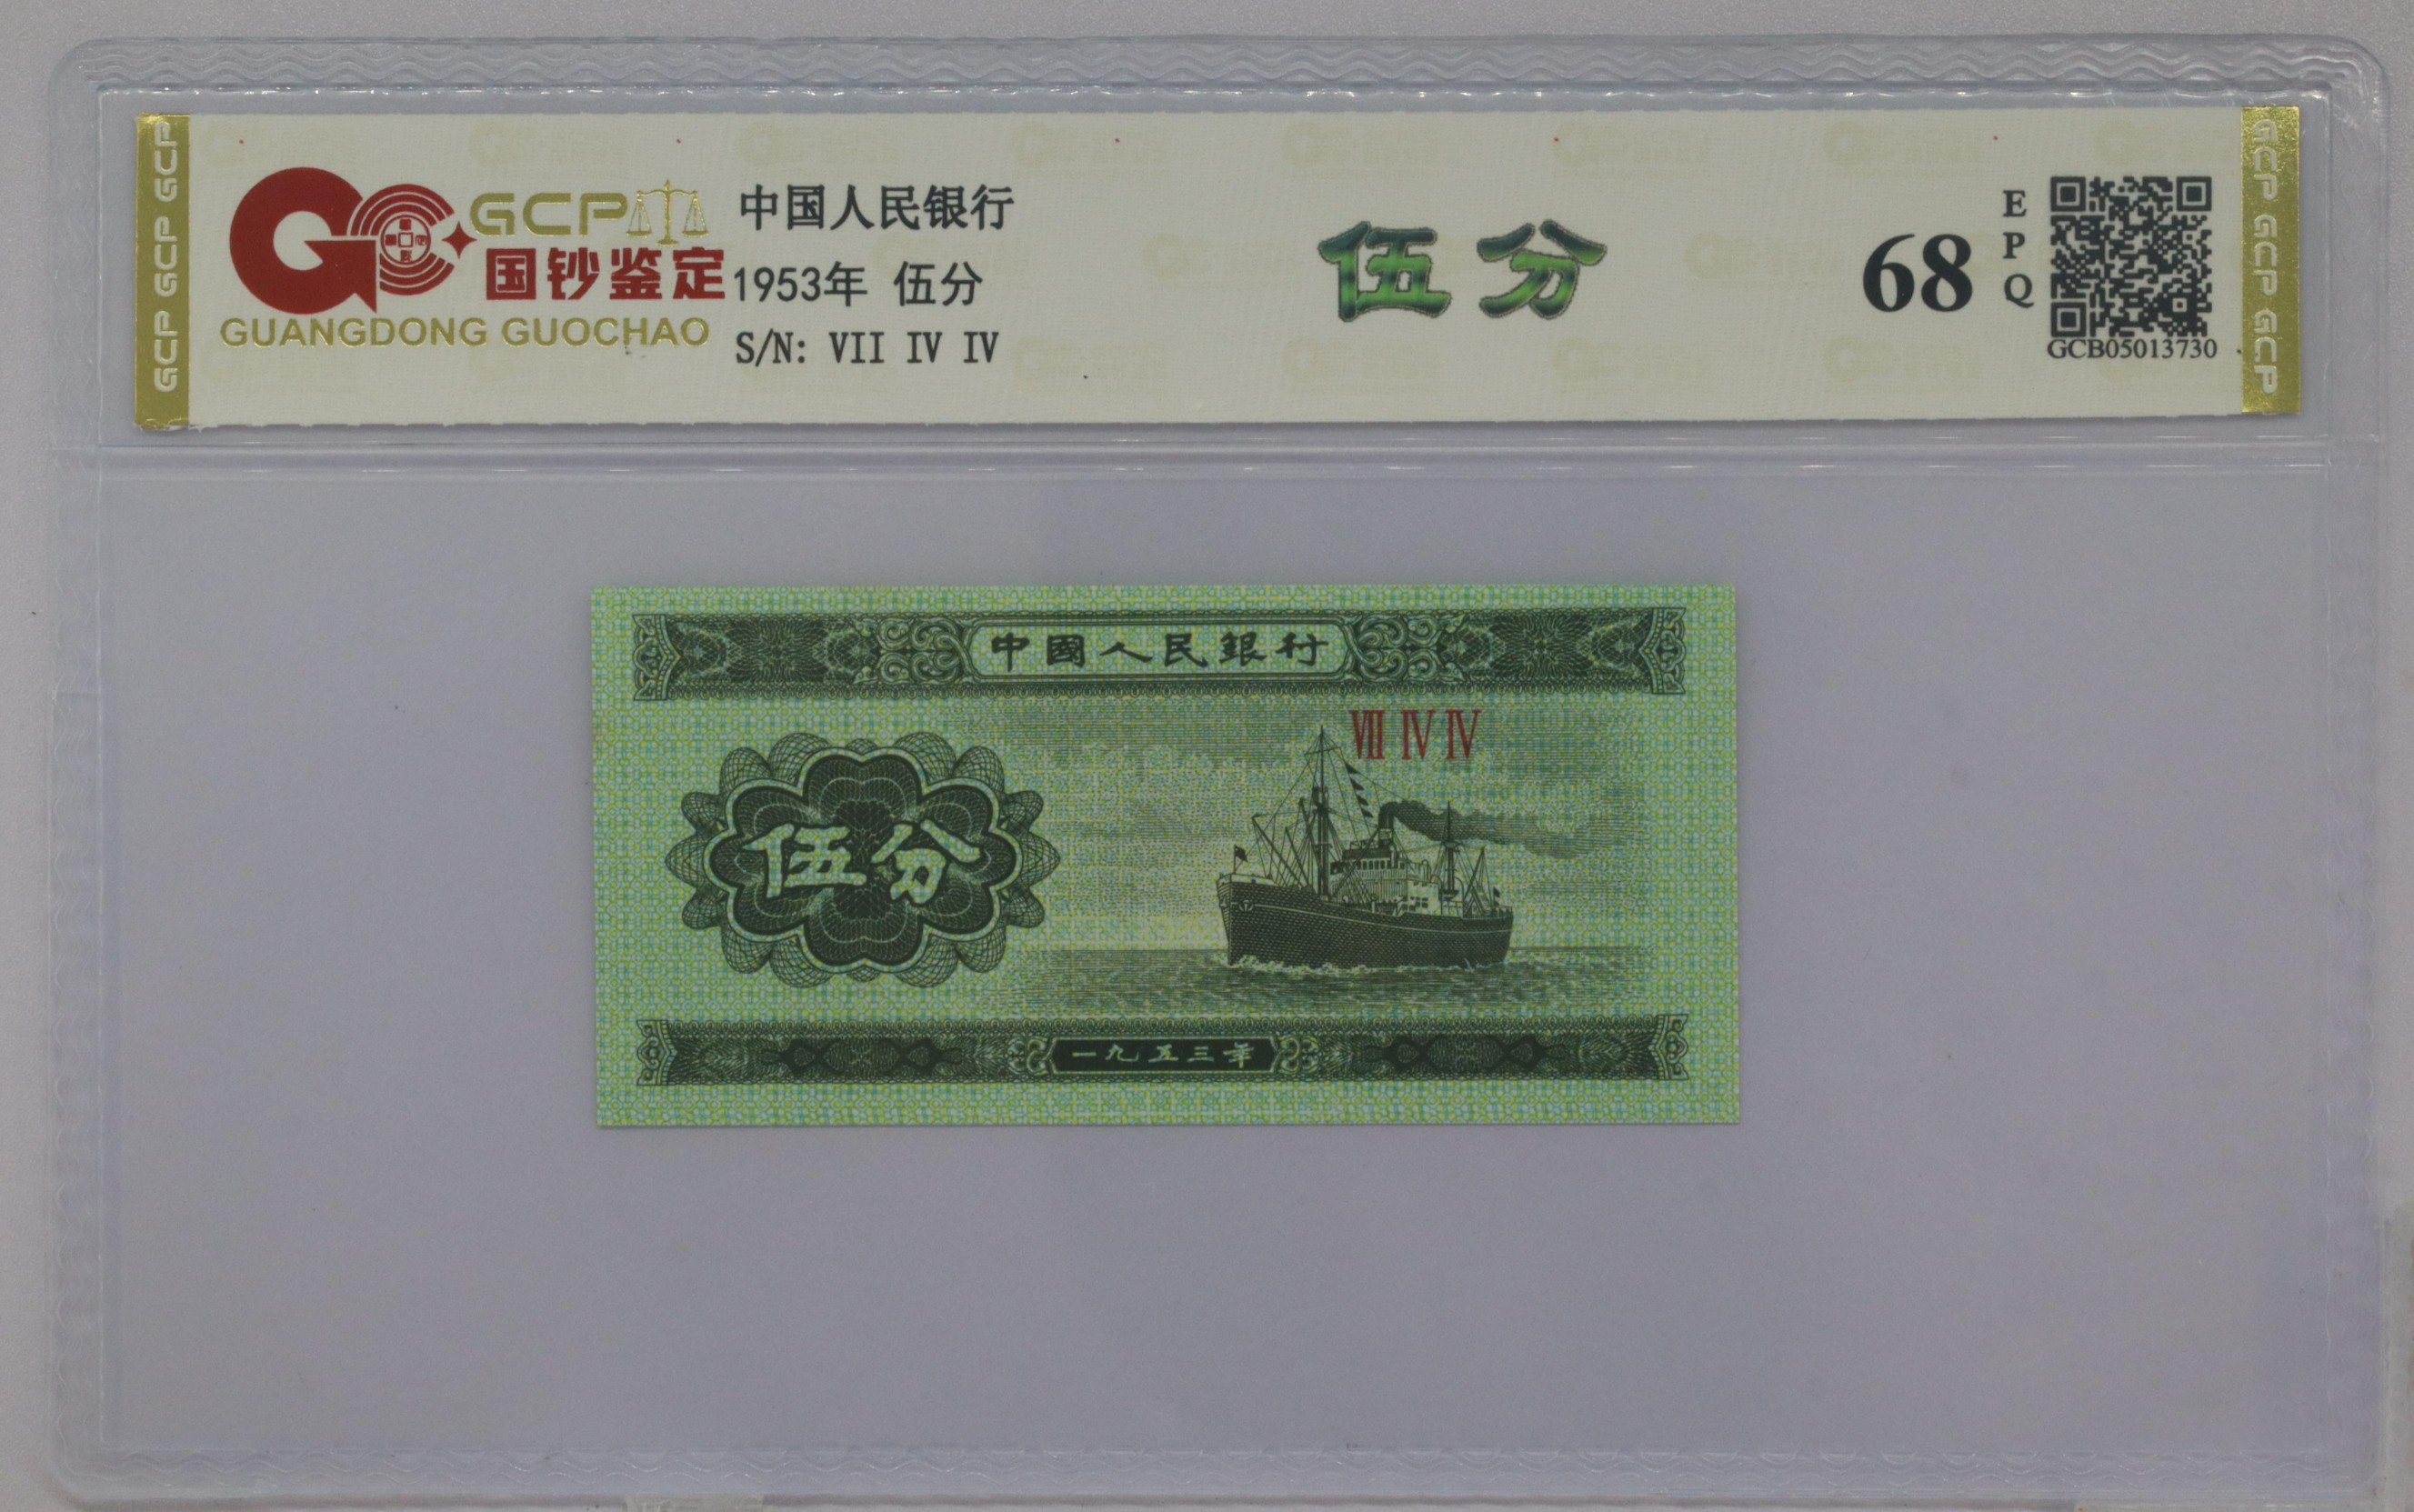 GCP GCP GCP
GCP
国钞鉴定
GUANGDONG GUOCHAO
中国人民银行
1953年 伍分
S/N: VII IV IV
伍分
68
EPQ
GCB05013730
GCP GCP GCP
中國人民銀行
VII IV IV
伍分
一九五三年